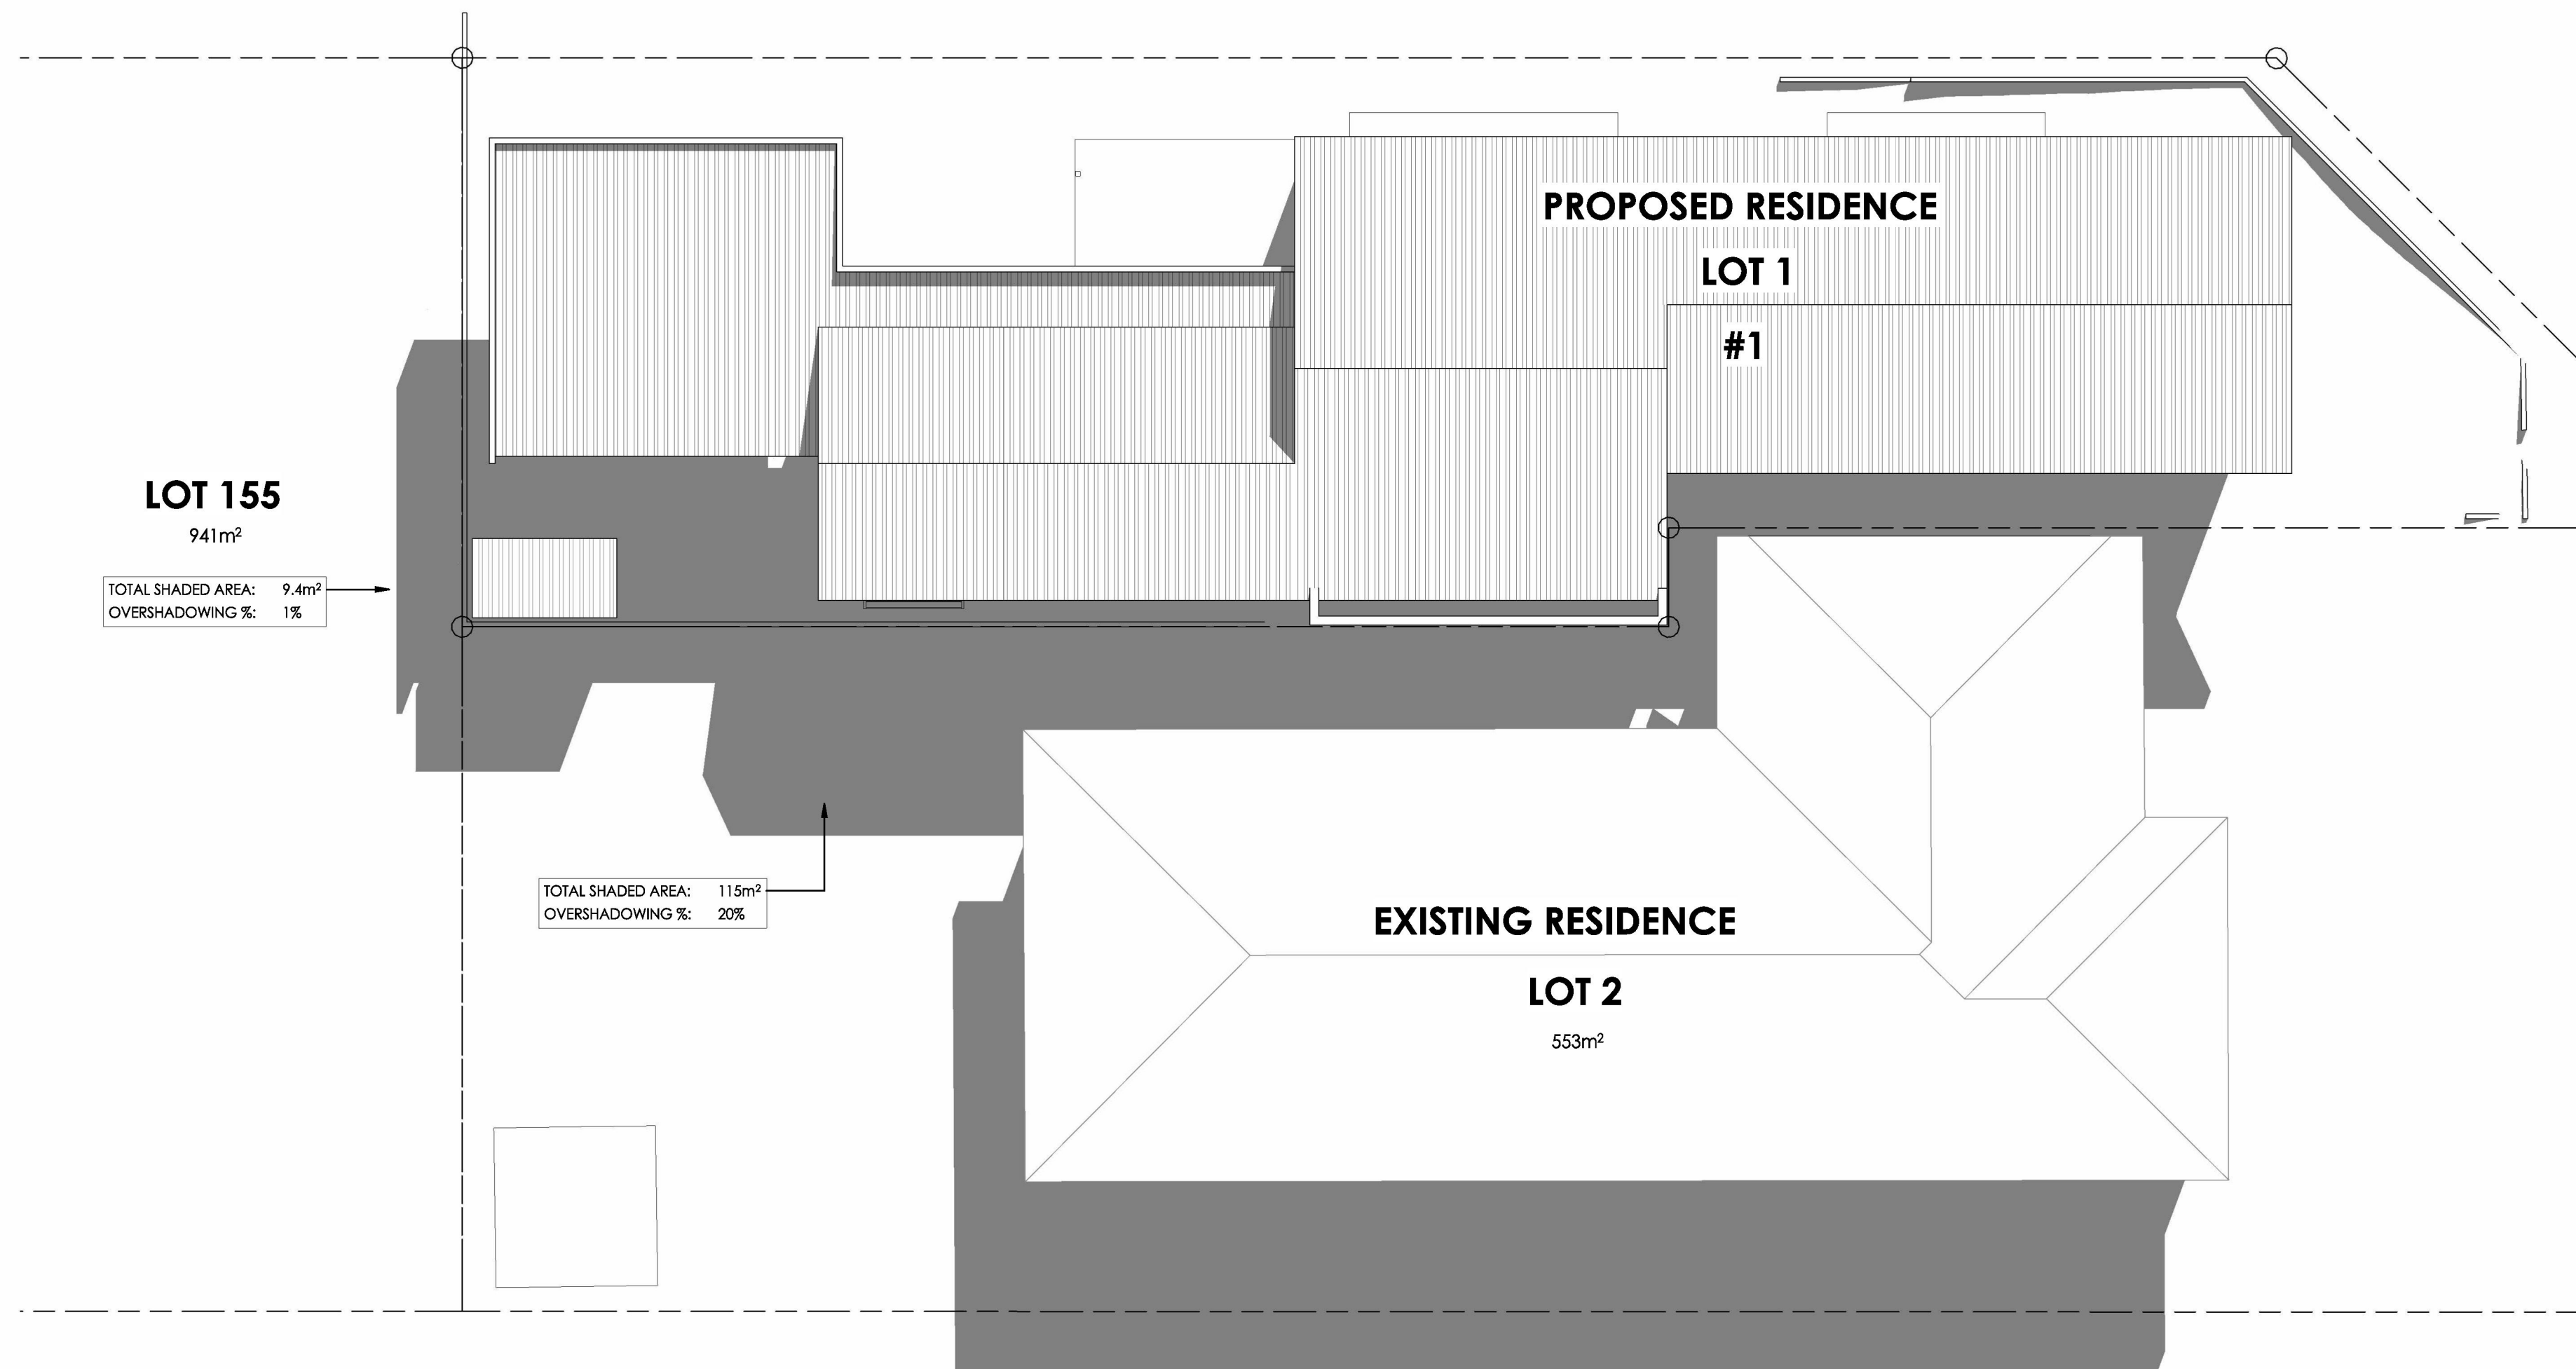 PROPOSED RESIDENCE
LOT 1
#1
LOT 155
941m²
TOTAL SHADED AREA: 9.4m²
OVERSHADOWING %: 1%
TOTAL SHADED AREA: 115m²
OVERSHADOWING %: 20%
EXISTING RESIDENCE
LOT 2
553m²